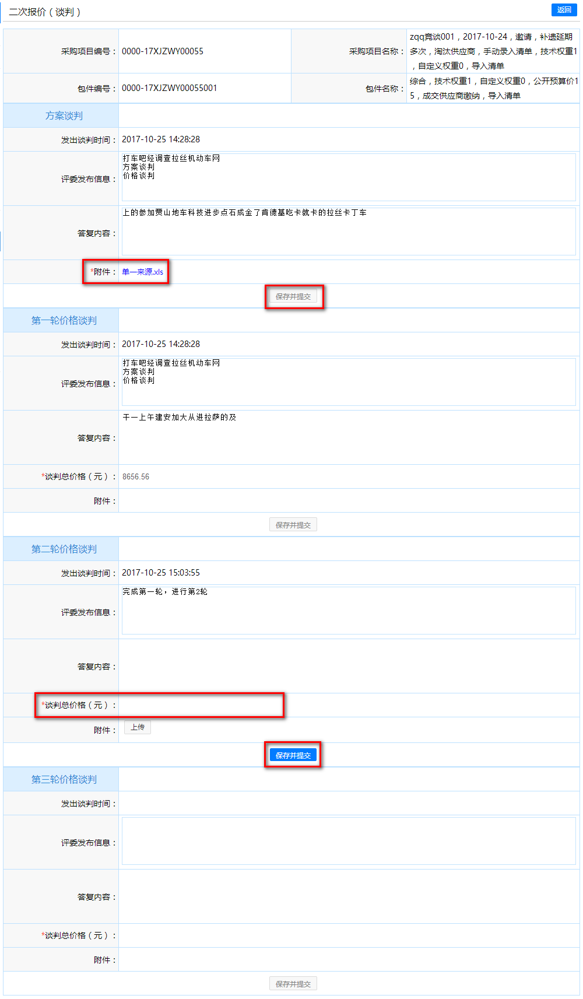 二次报价（谈判）
返回
采购项目编号：
0000-17XJZWY00055
采购项目名称：
zqq竞谈001，2017-10-24，邀请，补遗延期
多次，淘汰供应商，手动录入清单，技术权重1
，自定义权重0，导入清单
包件编号：
0000-17XJZWY00055001
包件名称：
综合，技术权重1，自定义权重0，公开预算价1
5，成交供应商缴纳，导入清单
方案谈判
发出谈判时间：
2017-10-25 14:28:28
评委发布信息：
打车吧经调查拉丝机动车网
方案谈判
价格谈判
答复内容：
上的参加贾山地车科技进步点石成金了肯德基吃卡就卡的拉丝卡丁车
*附件：
单一来源.xls
保存并提交
第一轮价格谈判
发出谈判时间：
2017-10-25 14:28:28
评委发布信息：
打车吧经调查拉丝机动车网
方案谈判
价格谈判
答复内容：
干一上午建安加大从进拉萨的及
*谈判总价格（元）：
8656.56
附件：
保存并提交
第二轮价格谈判
发出谈判时间：
2017-10-25 15:03:55
评委发布信息：
完成第一轮，进行第2轮
答复内容：
*谈判总价格（元）：
附件：
上传
保存并提交
第三轮价格谈判
发出谈判时间：
评委发布信息：
答复内容：
*谈判总价格（元）：
附件：
保存并提交